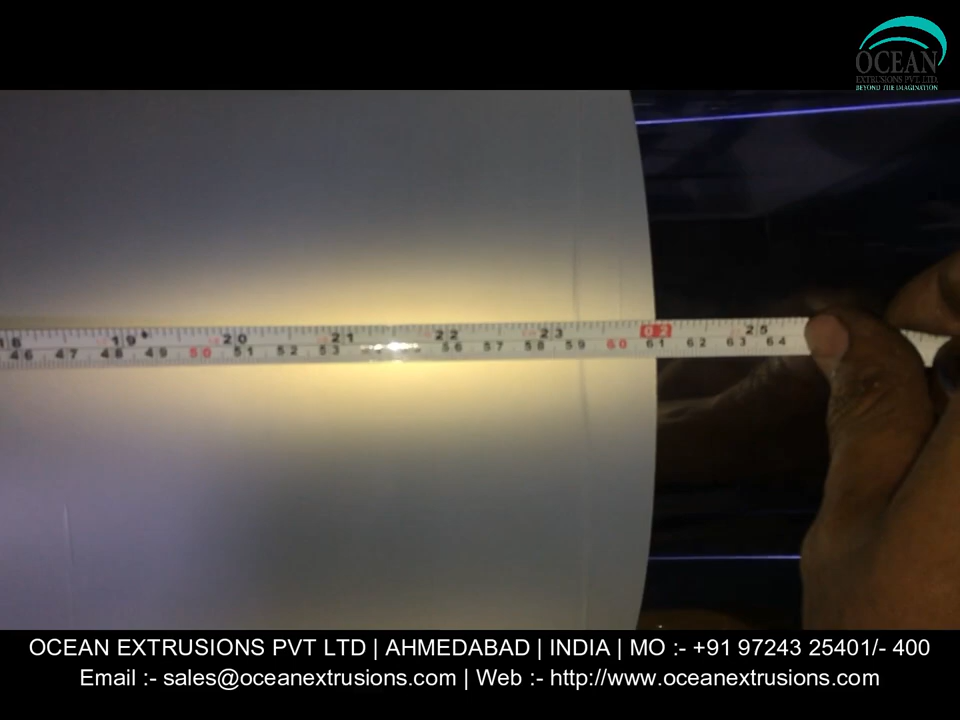 OCEAN
EXTRUSIONS PVT. LTD.
BEYOND THE IMAGINATION
18 19 20 21 22 23 02 25
46 47 48 49 50 51 52 53 56 57 58 59 60 61 62 63 64
OCEAN EXTRUSIONS PVT LTD | AHMEDABAD | INDIA | MO :- +91 97243 25401/- 400
Email :- sales@oceanextrusions.com | Web :- http://www.oceanextrusions.com